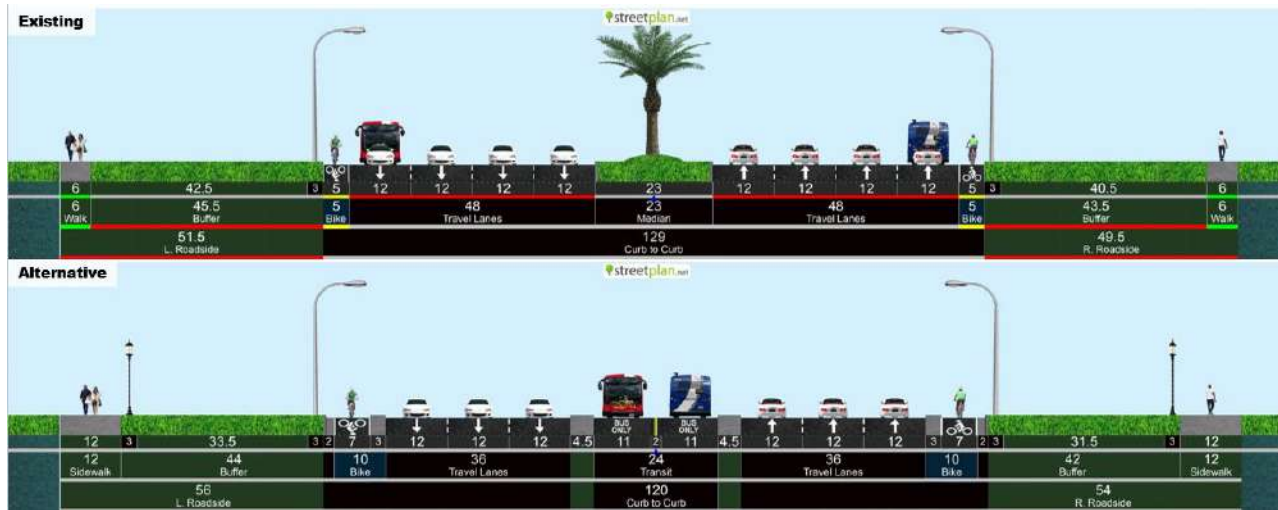 Existing
streetplan.net
6 42.5 3 5 12 12 12 12 23 12 12 12 12 5 3 40.5 6
6 45.5 5 48 23 48 5 43.5 6
Walk Buffer Bike Travel Lanes Median Travel Lanes Bike Buffer Walk
51.5 129 49.5
L. Roadside Curb to Curb R. Roadside
Alternative
streetplan.net
BUS ONLY BUS ONLY
12 3 33.5 3 2 7 3 12 12 12 4.5 11 2 11 4.5 12 12 12 3 7 2 3 31.5 3 12
12 44 10 36 24 36 10 42 12
Sidewalk Buffer Bike Travel Lanes Transit Travel Lanes Bike Buffer Sidewalk
56 120 54
L. Roadside Curb to Curb R. Roadside